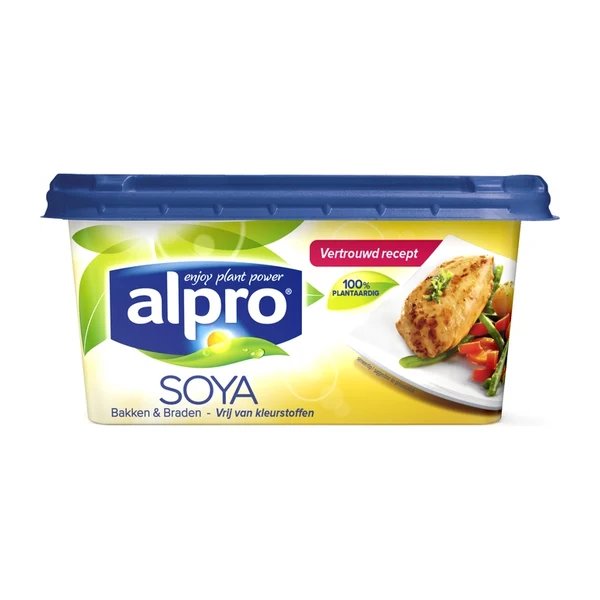 Vertrouwd recept
enjoy plant power
alpro®
100%
PLANTAARDIG
SOYA
Bakken & Braden - Vrij van kleurstoffen